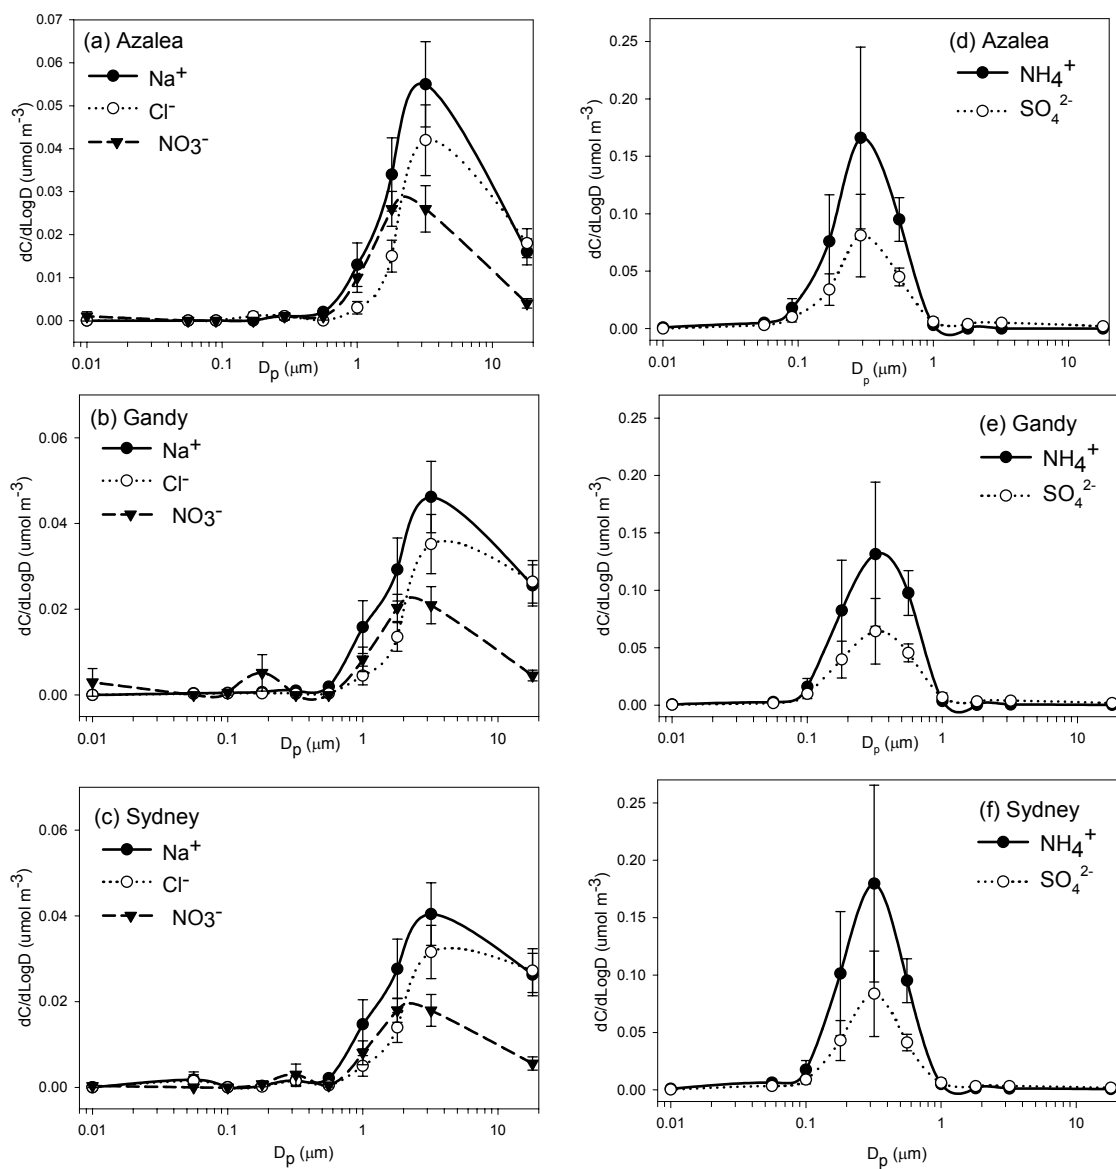 (a) Azalea
Na+
Cl-
NO3-
dC/dLogD (umol m-3)
0.07
0.06
0.05
0.04
0.03
0.02
0.01
0.00
0.01
0.1
1
10
Dp (μm)
(d) Azalea
NH4+
SO4 2-
dC/dLogD (umol m-3)
0.25
0.20
0.15
0.10
0.05
0.00
0.01
0.1
1
10
Dp (μm)
(b) Gandy
Na+
Cl-
NO3-
dC/dLogD (umol m-3)
0.06
0.04
0.02
0.00
0.01
0.1
1
10
Dp (μm)
(e) Gandy
NH4+
SO4 2-
dC/dLogD (umol m-3)
0.25
0.20
0.15
0.10
0.05
0.00
0.01
0.1
1
10
Dp (μm)
(c) Sydney
Na+
Cl-
NO3-
dC/dLogD (umol m-3)
0.06
0.04
0.02
0.00
0.01
0.1
1
10
Dp (μm)
(f) Sydney
NH4+
SO4 2-
dC/dLogD (umol m-3)
0.25
0.20
0.15
0.10
0.05
0.00
0.01
0.1
1
10
Dp (μm)